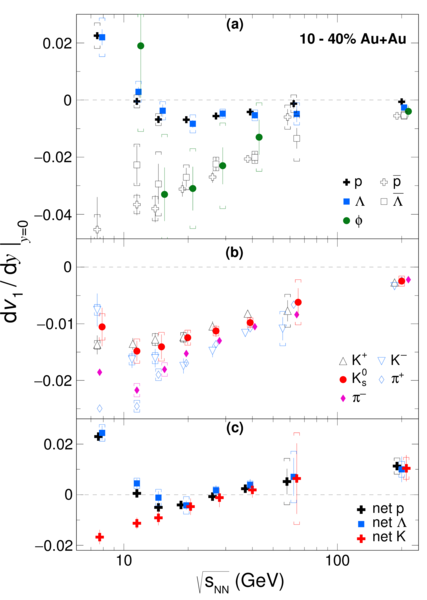 (a)
10 - 40% Au+Au
0.02
0
−0.02
−0.04
p
p̅
Λ
Λ̅
ϕ
dv₁ / dy |y=0
(b)
0
−0.01
−0.02
K⁺
K⁻
K⁰ₛ
π⁺
π⁻
(c)
0.02
0
−0.02
net p
net Λ
net K
10
100
√sNN (GeV)